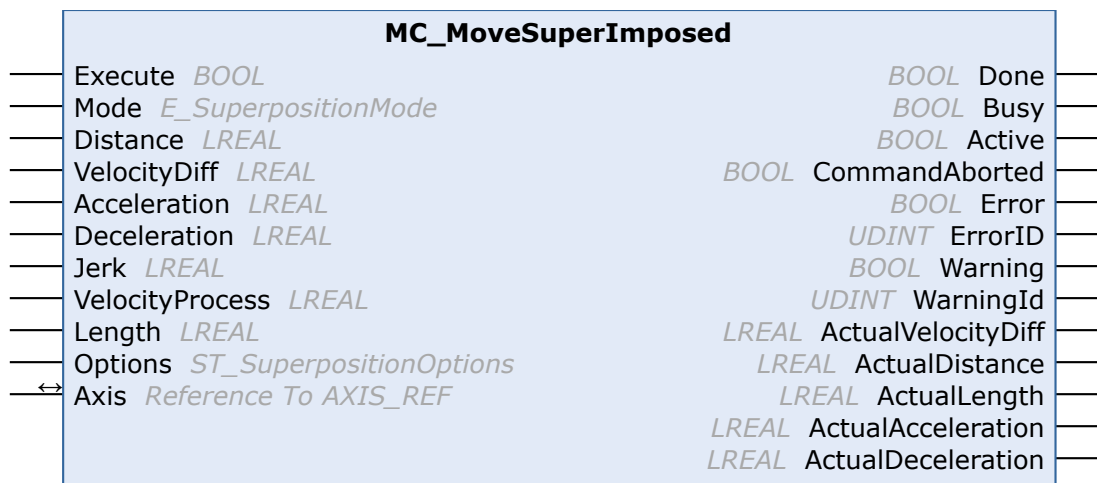 MC_MoveSuperImposed
Execute BOOL BOOL Done
Mode E_SuperpositionMode BOOL Busy
Distance LREAL BOOL Active
VelocityDiff LREAL BOOL CommandAborted
Acceleration LREAL BOOL Error
Deceleration LREAL UDINT ErrorID
Jerk LREAL BOOL Warning
VelocityProcess LREAL UDINT WarningId
Length LREAL LREAL ActualVelocityDiff
Options ST_SuperpositionOptions LREAL ActualDistance
↔ Axis Reference To AXIS_REF LREAL ActualLength
LREAL ActualAcceleration
LREAL ActualDeceleration